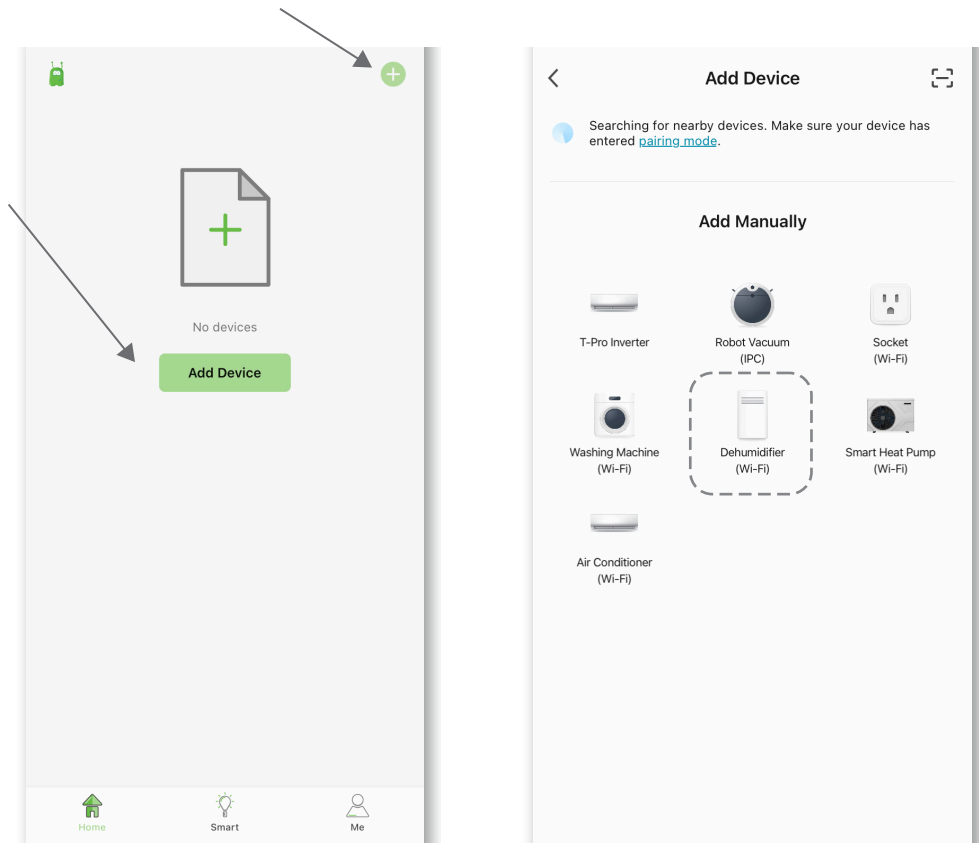 No devices
Add Device
Home
Smart
Me
Add Device
Searching for nearby devices. Make sure your device has
entered pairing mode.
Add Manually
T-Pro Inverter
Robot Vacuum
(IPC)
Socket
(Wi-Fi)
Washing Machine
(Wi-Fi)
Dehumidifier
(Wi-Fi)
Smart Heat Pump
(Wi-Fi)
Air Conditioner
(Wi-Fi)